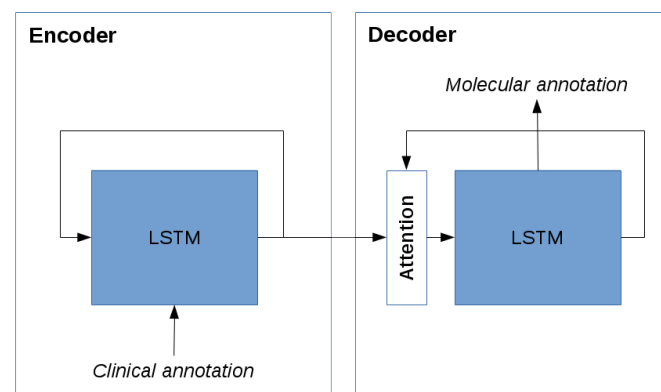 Encoder
Decoder
Molecular annotation
LSTM
Attention
LSTM
Clinical annotation